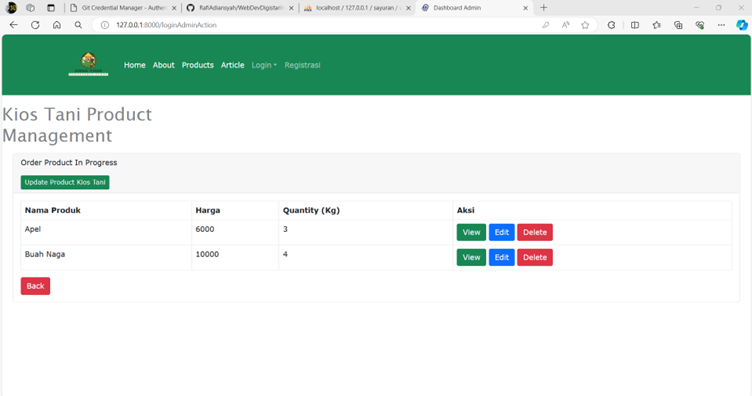 Git Credential Manager - Authen
RafiAdiansyah/WebDevDigistar
localhost / 127.0.0.1 / sayuran /
Dashboard Admin
127.0.0.1:8000/loginAdminAction
Home About Products Article Login Registrasi
Kios Tani Product
Management
Order Product In Progress
Update Product Kios Tani
Nama Produk Harga Quantity (Kg) Aksi
Apel 6000 3 View Edit Delete
Buah Naga 10000 4 View Edit Delete
Back